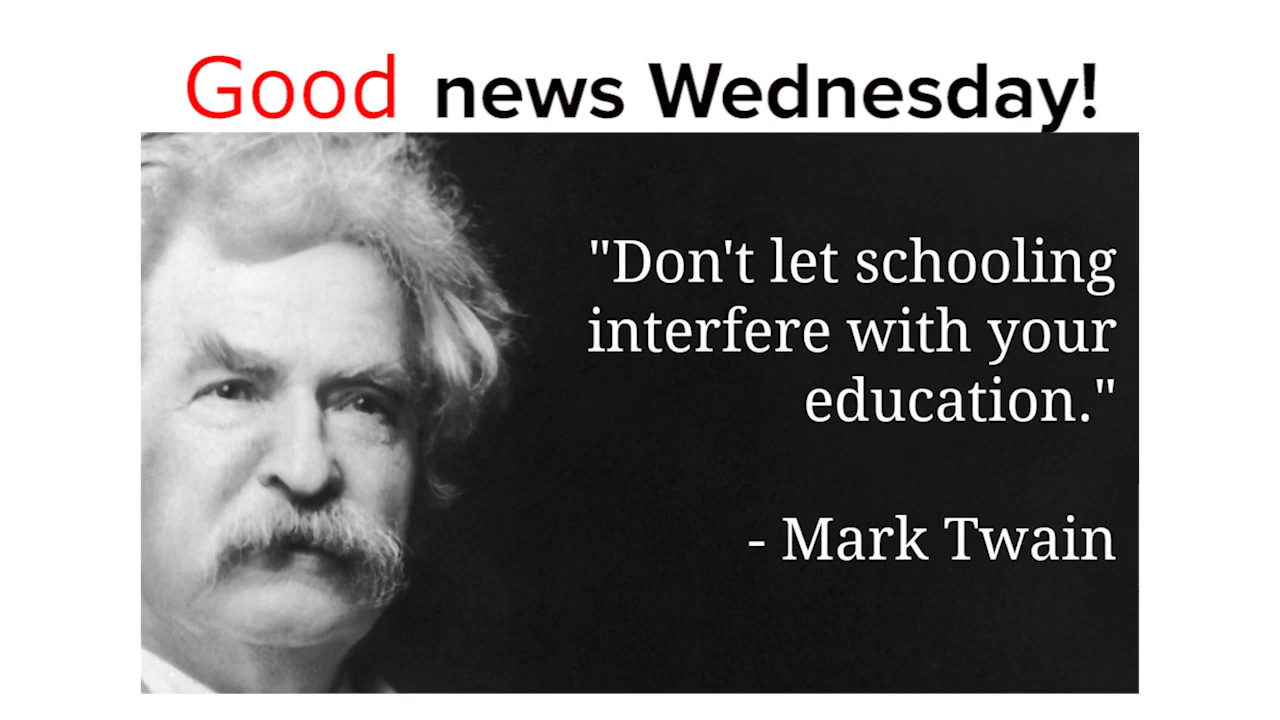 Good news Wednesday!
"Don't let schooling
interfere with your
education."
- Mark Twain